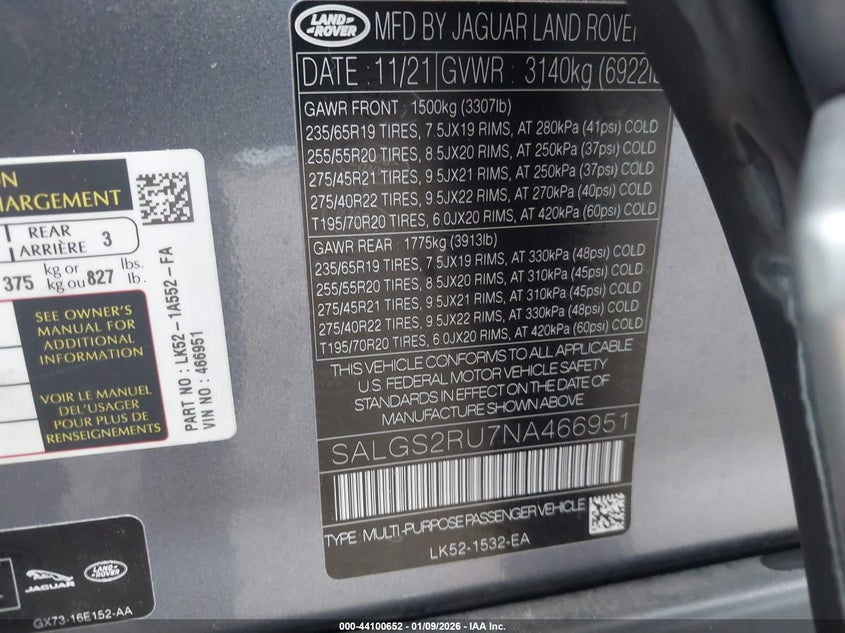 LAND ROVER
MFD BY JAGUAR LAND ROVER
DATE : 11/21 GVWR : 3140kg (6922lb
GAWR FRONT : 1500kg (3307lb)
235/65R19 TIRES, 7.5JX19 RIMS, AT 280kPa (41psi) COLD
255/55R20 TIRES, 8.5JX20 RIMS, AT 250kPa (37psi) COLD
275/45R21 TIRES, 9.5JX21 RIMS, AT 250kPa (37psi) COLD
275/40R22 TIRES, 9.5JX22 RIMS, AT 270kPa (40psi) COLD
T195/70R20 TIRES, 6.0JX20 RIMS, AT 420kPa (60psi) COLD
GAWR REAR : 1775kg (3913lb)
235/65R19 TIRES, 7.5JX19 RIMS, AT 330kPa (48psi) COLD
255/55R20 TIRES, 8.5JX20 RIMS, AT 310kPa (45psi) COLD
275/45R21 TIRES, 9.5JX21 RIMS, AT 310kPa (45psi) COLD
275/40R22 TIRES, 9.5JX22 RIMS, AT 330kPa (48psi) COLD
T195/70R20 TIRES, 6.0JX20 RIMS, AT 420kPa (60psi) COLD
THIS VEHICLE CONFORMS TO ALL APPLICABLE
U.S. FEDERAL MOTOR VEHICLE SAFETY
STANDARDS IN EFFECT ON THE DATE OF
MANUFACTURE SHOWN ABOVE
SALGS2RU7NA466951
TYPE: MULTI-PURPOSE PASSENGER VEHICLE
LK52-1532-EA
ON
HARGEMENT
REAR
ARRIÈRE 3
375 kg or
kg ou 827 lbs.
lb.
SEE OWNER'S
MANUAL FOR
ADDITIONAL
INFORMATION
VOIR LE MANUEL
DEL'USAGER
POUR PLUS DE
RENSEIGNEMENTS
PART NO : LK52-1A552-FA
VIN NO : 466951
JAGUAR
LAND ROVER
GX73-16E152-AA
000-44100652 - 01/09/2026 - IAA Inc.